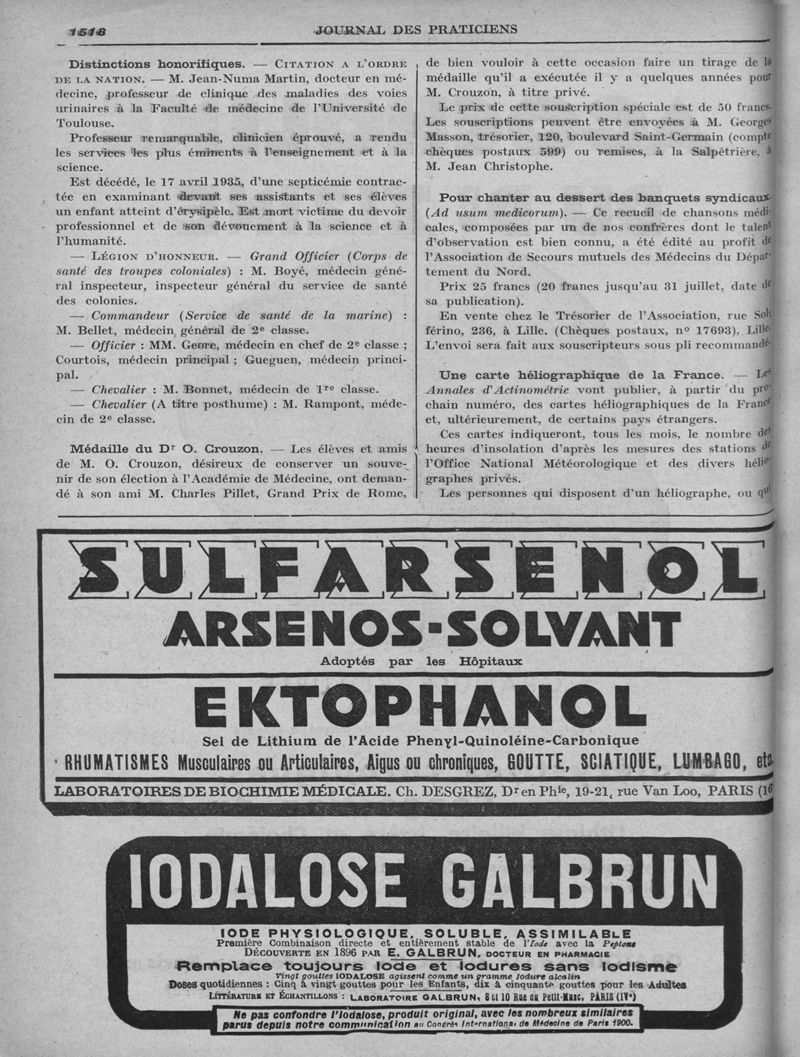 1518
JOURNAL DES PRATICIENS
Distinctions honorifiques. — CITATION A L'ORDRE
DE LA NATION. — M. Jean-Numa Martin, docteur en mé-
decine, professeur de clinique des maladies des voies
urinaires à la Faculté de médecine de l'Université de
Toulouse.
Professeur remarquable, clinicien éprouvé, a rendu
les services les plus éminents à l'enseignement et à la
science.
Est décédé, le 17 avril 1935, d'une septicémie contrac-
tée en examinant devant ses assistants et ses élèves
un enfant atteint d'érysipèle. Est mort victime du devoir
professionnel et de son dévouement à la science et à
l'humanité.
— LÉGION D'HONNEUR. — Grand Officier (Corps de
santé des troupes coloniales) : M. Boyé, médecin géné-
ral inspecteur, inspecteur général du service de santé
des colonies.
— Commandeur (Service de santé de la marine) :
M. Bellet, médecin général de 2e classe.
— Officier : MM. Geore, médecin en chef de 2e classe ;
Courtois, médecin principal ; Gueguen, médecin princi-
pal.
— Chevalier : M. Bonnet, médecin de 1re classe.
— Chevalier (A titre posthume) : M. Rampont, méde-
cin de 2e classe.
Médaille du Dr O. Crouzon. — Les élèves et amis
de M. O. Crouzon, désireux de conserver un souve-
nir de son élection à l'Académie de Médecine, ont deman-
dé à son ami M. Charles Pillet, Grand Prix de Rome,
de bien vouloir à cette occasion faire un tirage de la
médaille qu'il a exécutée il y a quelques années pour
M. Crouzon, à titre privé.
Le prix de cette souscription spéciale est de 50 francs.
Les souscriptions peuvent être envoyées à M. Georges
Masson, trésorier, 120, boulevard Saint-Germain (compte
chèques postaux 599) ou remises, à la Salpêtrière, à
M. Jean Christophe.
Pour chanter au dessert des banquets syndicaux.
(Ad usum medicorum). — Ce recueil de chansons médi-
cales, composées par un de nos confrères dont le talent
d'observation est bien connu, a été édité au profit de
l'Association de Secours mutuels des Médecins du Dépar-
tement du Nord.
Prix 25 francs (20 francs jusqu'au 31 juillet, date de
sa publication).
En vente chez le Trésorier de l'Association, rue Sol-
férino, 236, à Lille. (Chèques postaux, no 17693). Lille.
L'envoi sera fait aux souscripteurs sous pli recommandé.
Une carte héliographique de la France. — Les
Annales d'Actinométrie vont publier, à partir du pro-
chain numéro, des cartes héliographiques de la France
et, ultérieurement, de certains pays étrangers.
Ces cartes indiqueront, tous les mois, le nombre des
heures d'insolation d'après les mesures des stations de
l'Office National Météorologique et des divers hélio-
graphes privés.
Les personnes qui disposent d'un héliographe, ou qui
SULFARSENOL
ARSENOS-SOLVANT
Adoptés par les Hôpitaux
EKTOPHANOL
Sel de Lithium de l'Acide Phenyl-Quinoléine-Carbonique
RHUMATISMES Musculaires ou Articulaires, Aigus ou chroniques, GOUTTE, SCIATIQUE, LUMBAGO, etc.
LABORATOIRES DE BIOCHIMIE MÉDICALE. Ch. DESGREZ, Dr en Phie, 19-21, rue Van Loo, PARIS (16
IODALOSE GALBRUN
IODE PHYSIOLOGIQUE, SOLUBLE, ASSIMILABLE
Première Combinaison directe et entièrement stable de l'Iode avec la Peptone
DÉCOUVERTE EN 1896 PAR E. GALBRUN, DOCTEUR EN PHARMACIE
Remplace toujours Iode et Iodures sans Iodisme
Vingt gouttes IODALOSE agissent comme un gramme Iodure alcalin
Doses quotidiennes : Cinq à vingt gouttes pour les Enfants, dix à cinquante gouttes pour les Adultes
LITTÉRATURE ET ÉCHANTILLONS : LABORATOIRE GALBRUN, 8 et 10 Rue du Petit-Musc, PARIS (IVe)
Ne pas confondre l'Iodalose, produit original, avec les nombreux similaires
parus depuis notre communication au Congrès International de Médecine de Paris 1900.